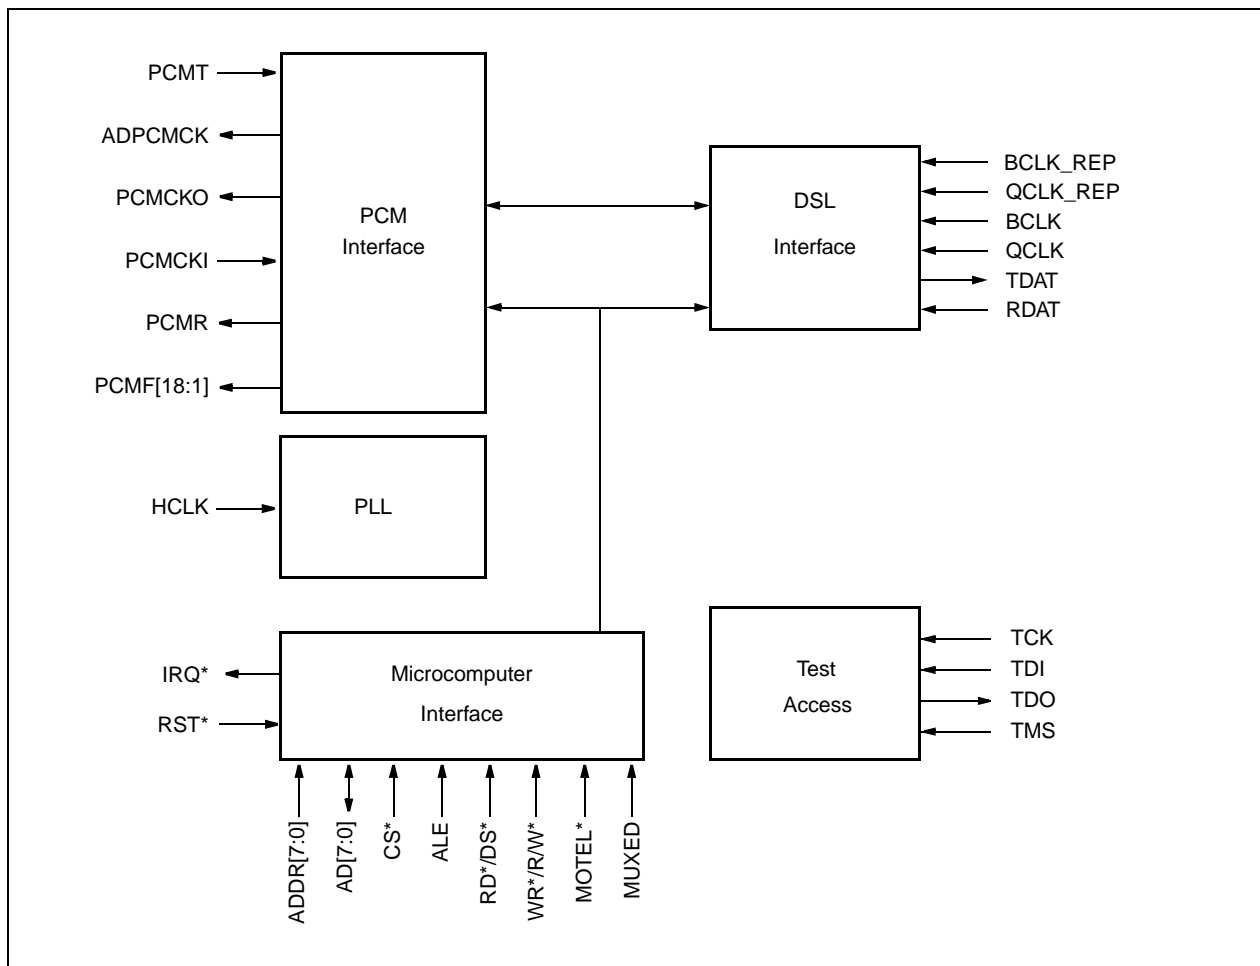 PCMT
ADPCMCK
PCMCKO
PCMCKI
PCMR
PCMF[18:1]
PCM
Interface
DSL
Interface
BCLK_REP
QCLK_REP
BCLK
QCLK
TDAT
RDAT
HCLK
PLL
IRQ*
RST*
Microcomputer
Interface
Test
Access
TCK
TDI
TDO
TMS
ADDR[7:0]
AD[7:0]
CS*
ALE
RD*/DS*
WR*/R/W*
MOTEL*
MUXED